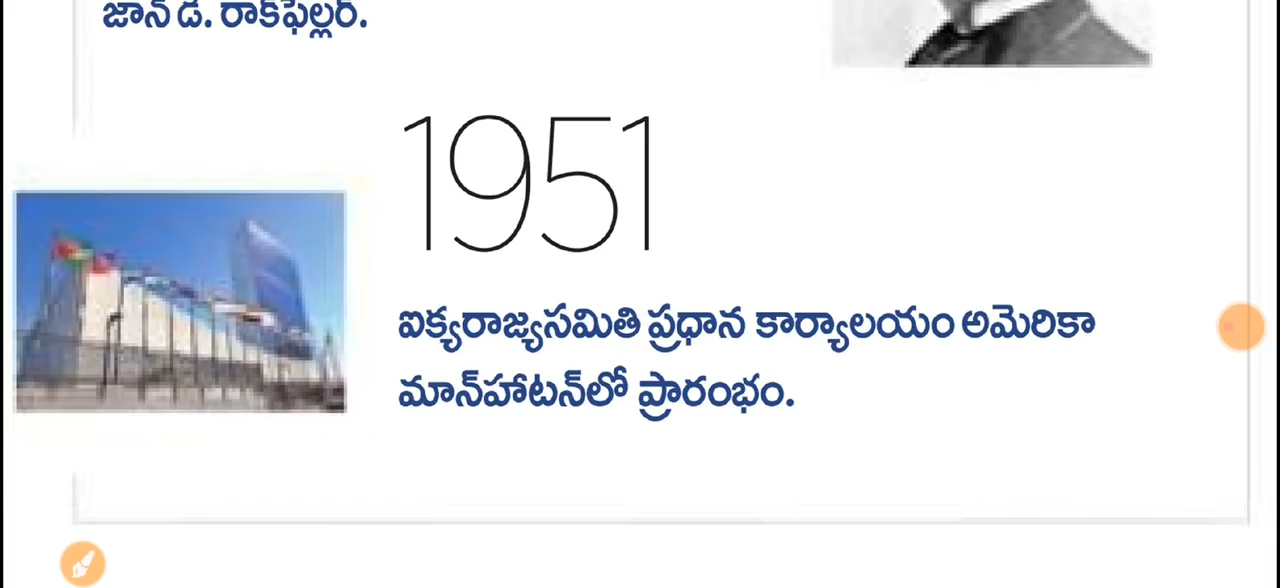 జాన్ డి. రాక్‌ఫెల్లర్.
1951
ఐక్యరాజ్యసమితి ప్రధాన కార్యాలయం అమెరికా
మాన్‌హాటన్‌లో ప్రారంభం.